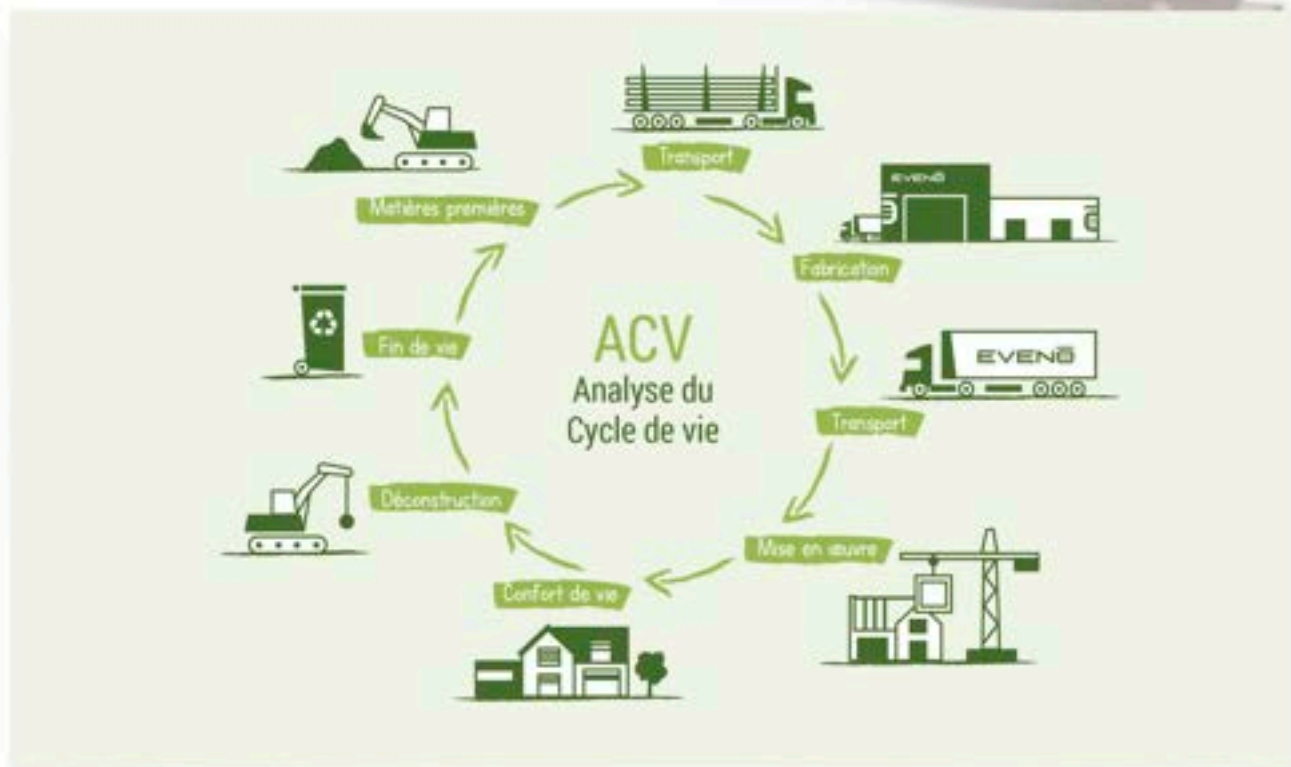 Transport
EVENO
Matières premières
Fabrication
ACV
Analyse du
Cycle de vie
Fin de vie
EVENO
Transport
Déconstruction
Mise en œuvre
Confort de vie